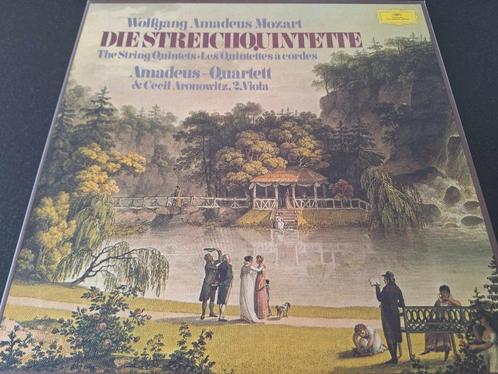 Wolfgang Amadeus Mozart
DIE STREICHQUINTETTE
The String Quintets • Les Quintettes à cordes
Amadeus-Quartett
& Cecil Aronowitz, 2. Viola